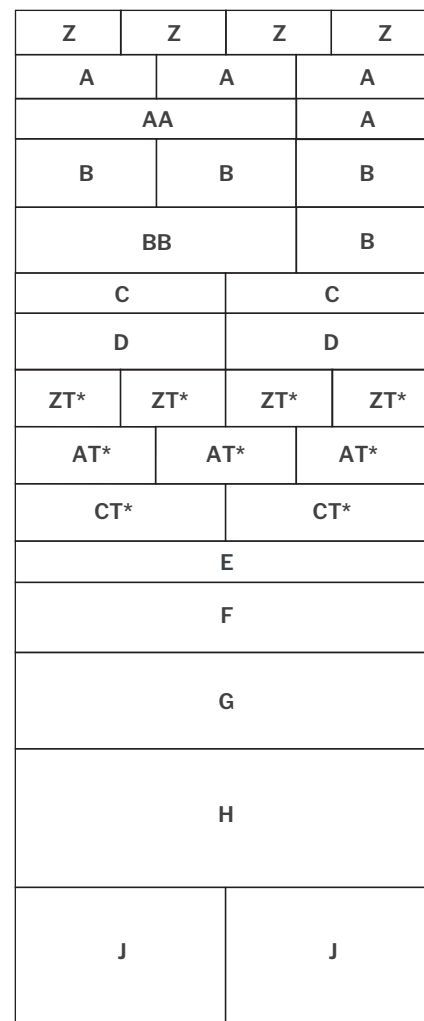 Z Z Z Z
A A A
AA A
B B B
BB B
C C
D D
ZT* ZT* ZT* ZT*
AT* AT* AT*
CT* CT*
E
F
G
H
J J